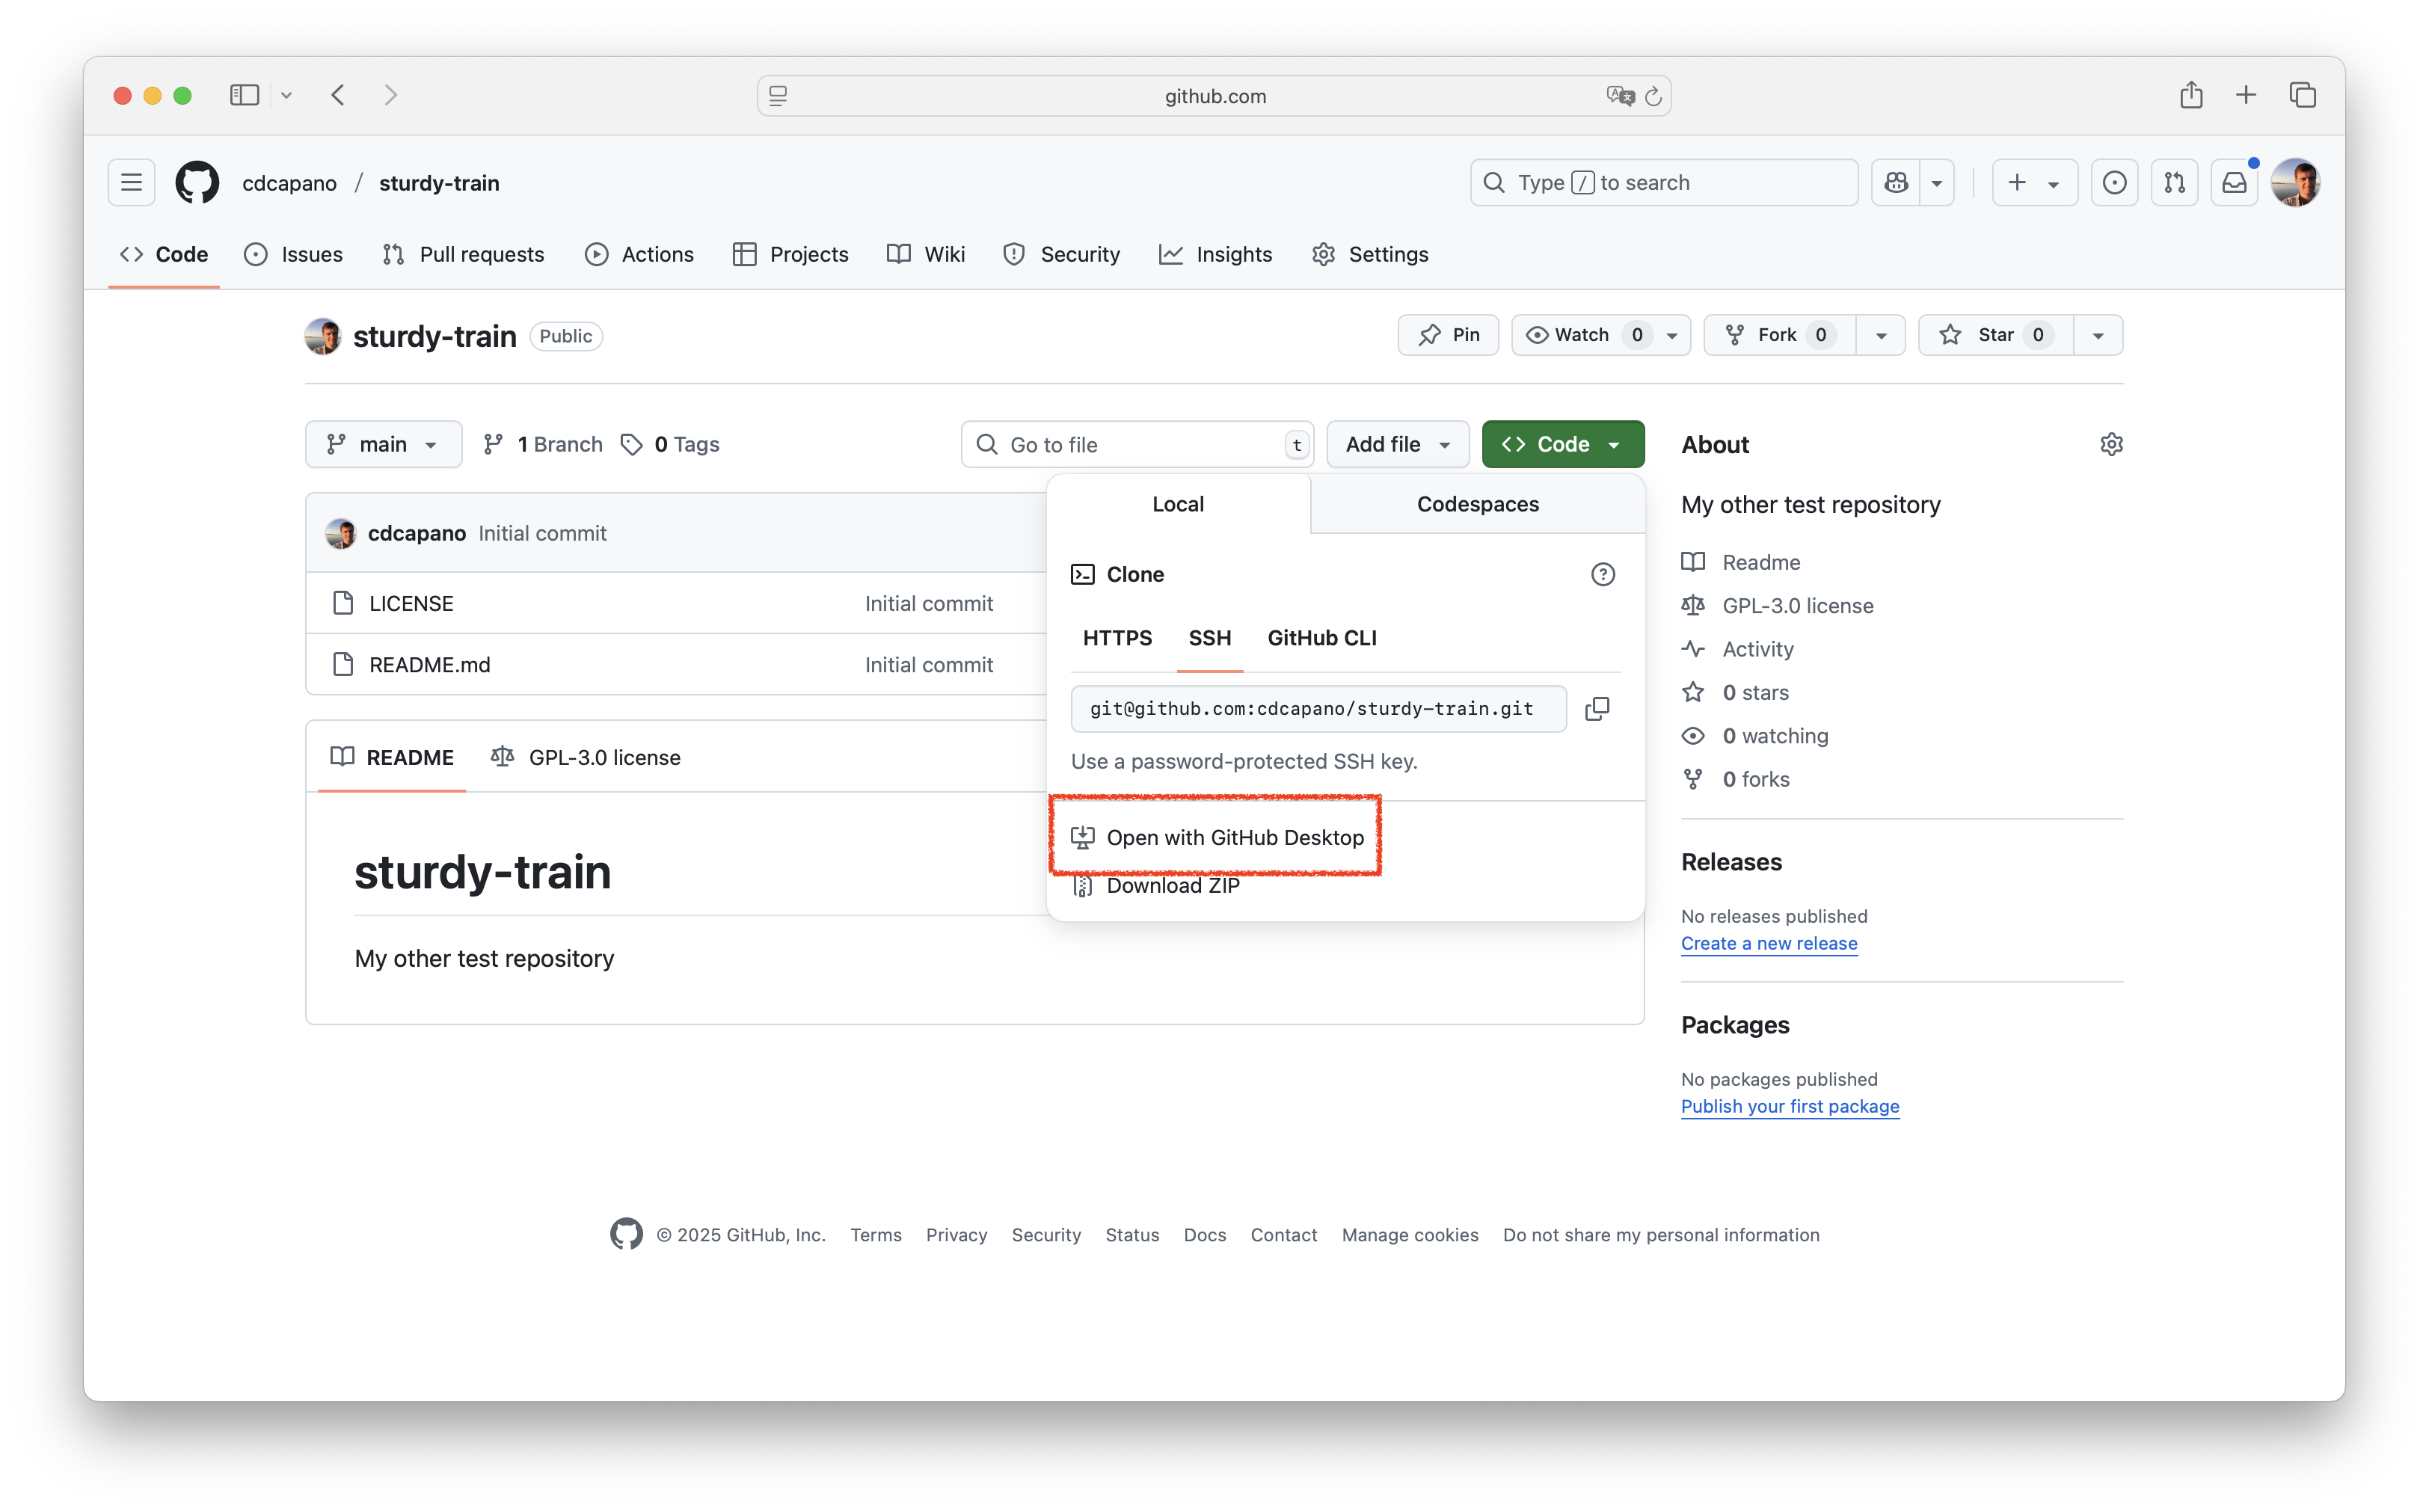 github.com
cdcapano / sturdy-train
Type / to search
Code Issues Pull requests Actions Projects Wiki Security Insights Settings
sturdy-train Public
Pin Watch 0 Fork 0 Star 0
main 1 Branch 0 Tags
Go to file t Add file Code
cdcapano Initial commit
LICENSE Initial commit
README.md Initial commit
README GPL-3.0 license
sturdy-train
My other test repository
Local Codespaces
Clone
HTTPS SSH GitHub CLI
git@github.com:cdcapano/sturdy-train.git
Use a password-protected SSH key.
Open with GitHub Desktop
Download ZIP
About
My other test repository
Readme
GPL-3.0 license
Activity
0 stars
0 watching
0 forks
Releases
No releases published
Create a new release
Packages
No packages published
Publish your first package
© 2025 GitHub, Inc. Terms Privacy Security Status Docs Contact Manage cookies Do not share my personal information